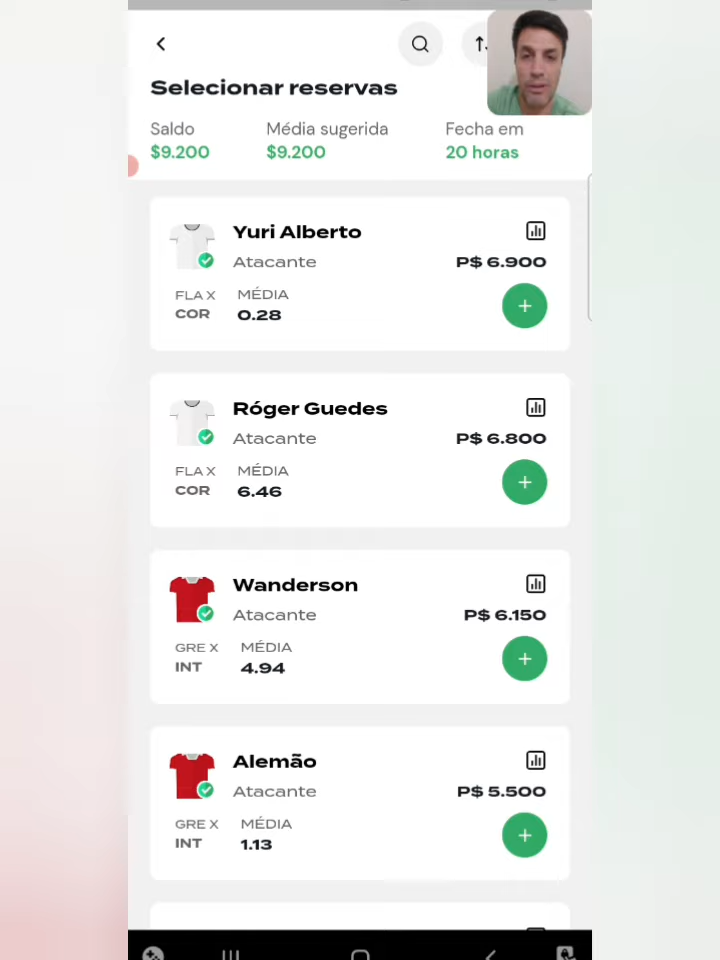 Selecionar reservas
Saldo Média sugerida Fecha em
$9.200 $9.200 20 horas
Yuri Alberto
Atacante P$ 6.900
FLA X MÉDIA
COR 0.28
Róger Guedes
Atacante P$ 6.800
FLA X MÉDIA
COR 6.46
Wanderson
Atacante P$ 6.150
GRE X MÉDIA
INT 4.94
Alemão
Atacante P$ 5.500
GRE X MÉDIA
INT 1.13